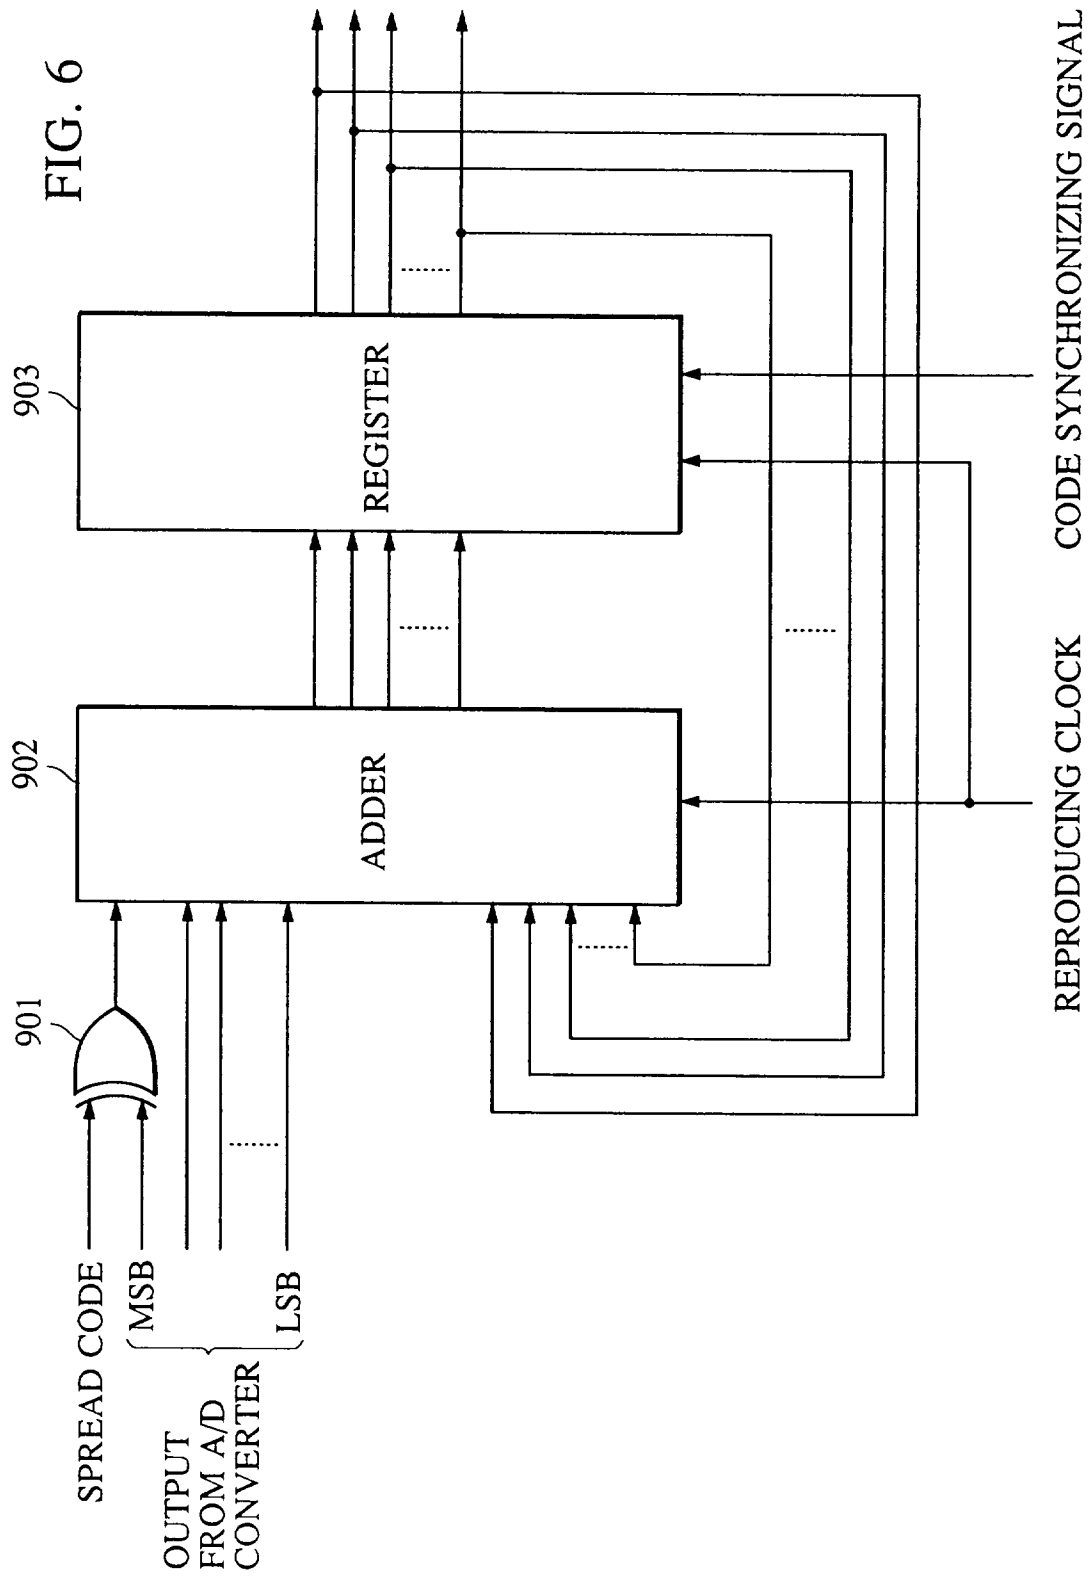 FIG. 6
901
902
903
SPREAD CODE
MSB
LSB
OUTPUT
FROM A/D
CONVERTER
ADDER
REGISTER
REPRODUCING CLOCK
CODE SYNCHRONIZING SIGNAL